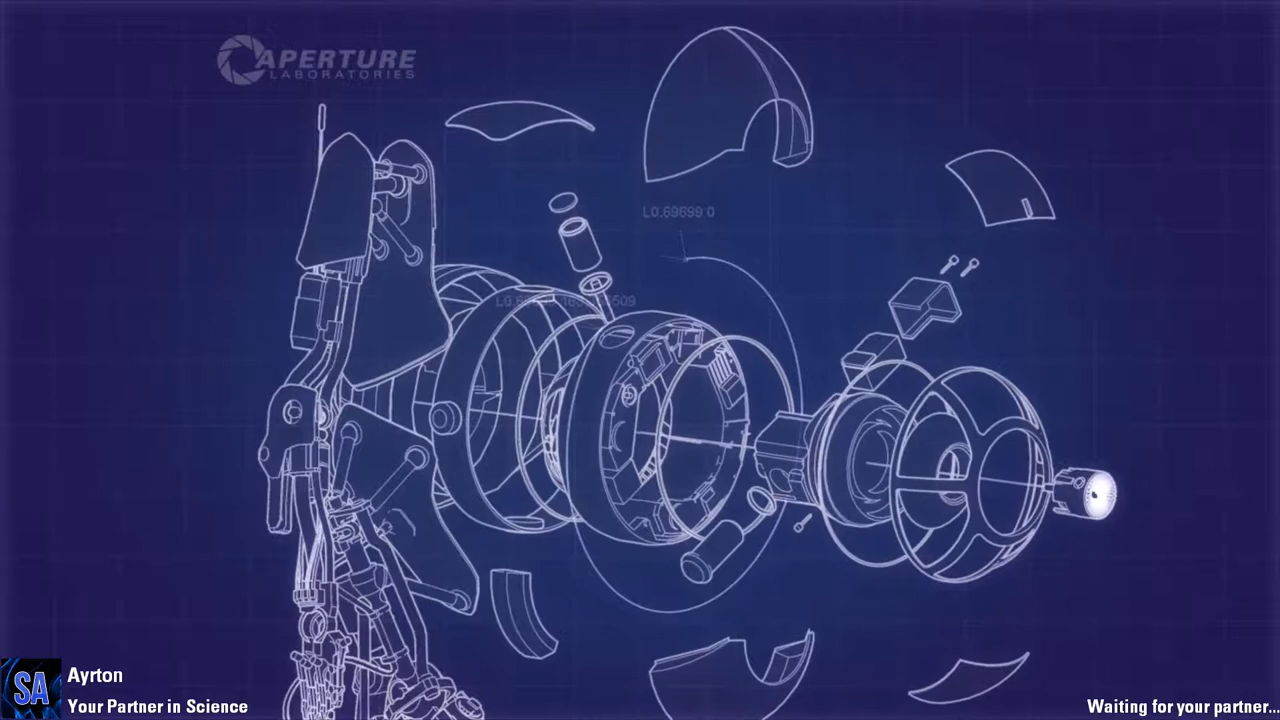 APERTURE
LABORATORIES
L0.69699 0
SA
Ayrton
Your Partner in Science
Waiting for your partner...